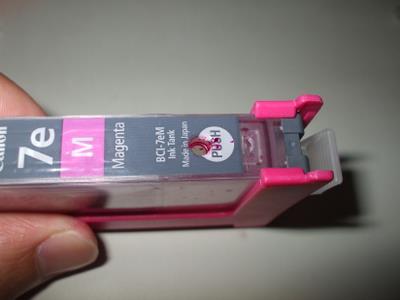 Canon
7e
M
Magenta
BCI-7eM
Ink Tank
Made in Japan
PUSH